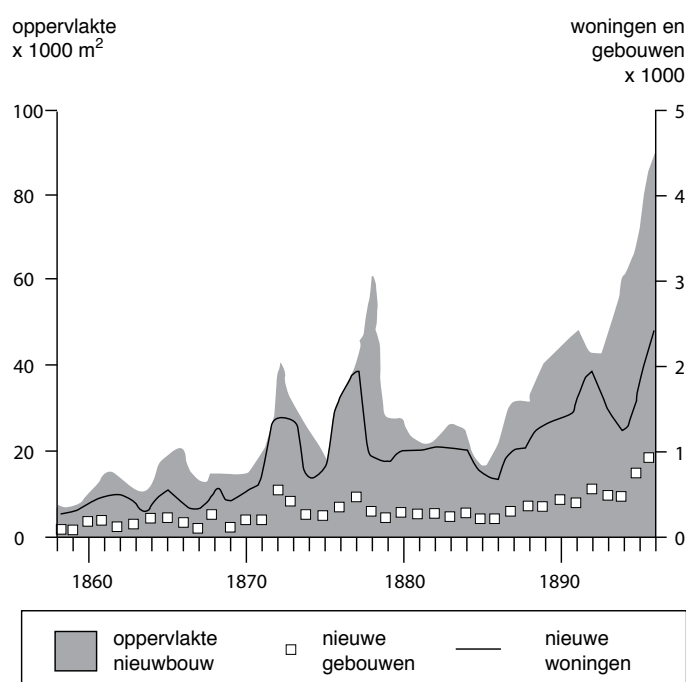 oppervlakte
x 1000 m²
woningen en
gebouwen
x 1000
100
80
60
40
20
0
5
4
3
2
1
0
1860
1870
1880
1890
oppervlakte
nieuwbouw
nieuwe
gebouwen
nieuwe
woningen